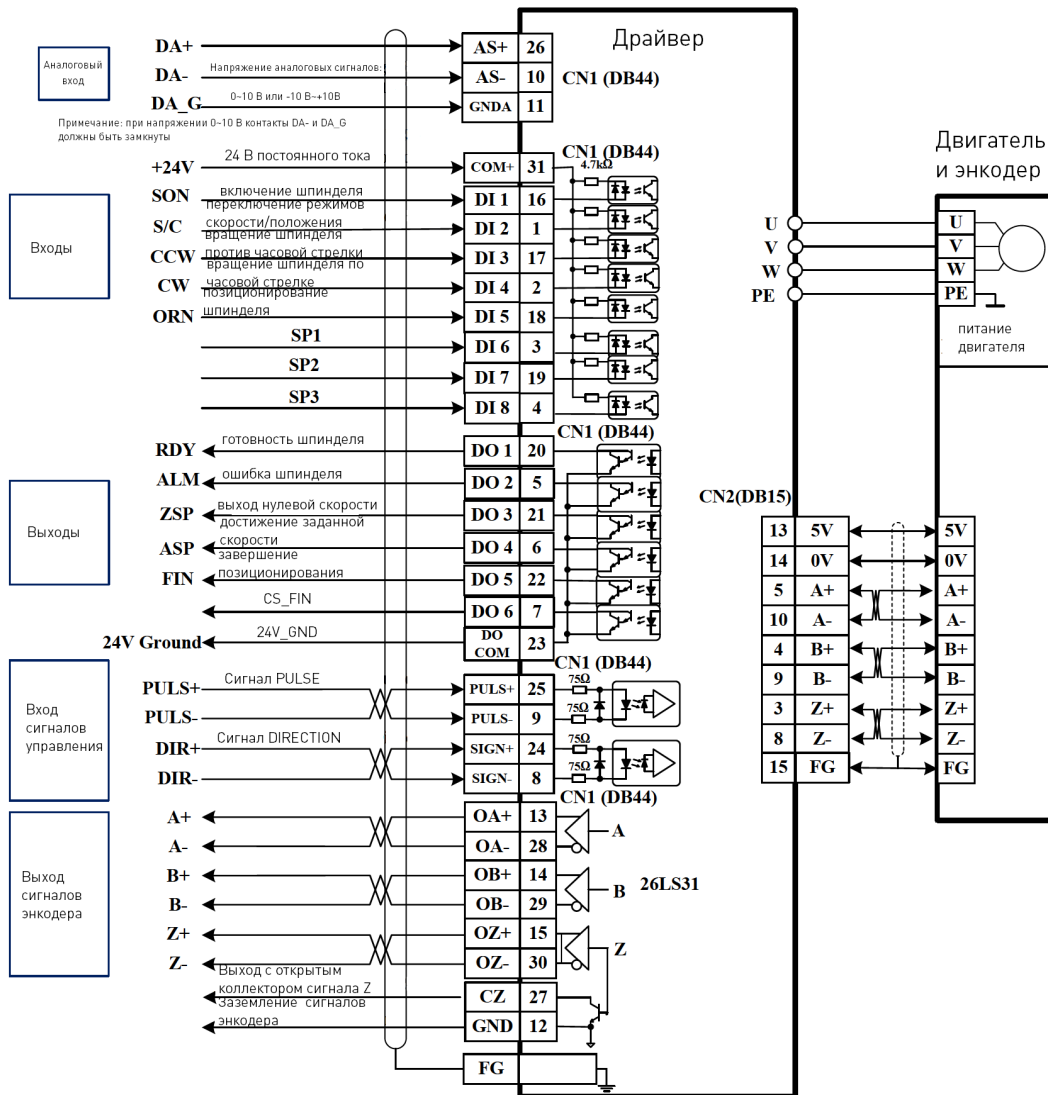 Драйвер
Аналоговый
вход
DA+
AS+ 26
DA-
Напряжение аналоговых сигналов:
AS- 10
CN1 (DB44)
DA_G
0~10 В или -10 В~+10В
GNDA 11
Примечание: при напряжении 0~10 В контакты DA- и DA_G
должны быть замкнуты
CN1 (DB44)
+24V
24 В постоянного тока
COM+ 31
4.7kΩ
Входы
SON
включение шпинделя
DI 1 16
переключение режимов
S/C
скорости/положения
DI 2 1
вращение шпинделя
CCW
против часовой стрелки
DI 3 17
вращение шпинделя по
CW
часовой стрелке
DI 4 2
позиционирование
ORN
шпинделя
DI 5 18
SP1
DI 6 3
SP2
DI 7 19
SP3
DI 8 4
CN1 (DB44)
Выходы
RDY
готовность шпинделя
DO 1 20
ALM
ошибка шпинделя
DO 2 5
ZSP
выход нулевой скорости
DO 3 21
достижение заданной
ASP
скорости
DO 4 6
завершение
FIN
позиционирования
DO 5 22
CS_FIN
DO 6 7
24V Ground
24V_GND
DO
COM
23
CN1 (DB44)
Вход
сигналов
управления
PULS+
Сигнал PULSE
PULS+ 25
75Ω
PULS-
PULS- 9
75Ω
DIR+
Сигнал DIRECTION
SIGN+ 24
75Ω
DIR-
SIGN- 8
75Ω
CN1 (DB44)
Выход
сигналов
энкодера
A+
OA+ 13
A
A-
OA- 28
B+
OB+ 14
B
26LS31
B-
OB- 29
Z+
OZ+ 15
Z
Z-
OZ- 30
Выход с открытым
коллектором сигнала Z
CZ 27
Заземление сигналов
энкодера
GND 12
FG
Двигатель
и энкодер
U U
V V
W W
PE PE
питание
двигателя
CN2(DB15)
13 5V 5V
14 0V 0V
5 A+ A+
10 A- A-
4 B+ B+
9 B- B-
3 Z+ Z+
8 Z- Z-
15 FG FG